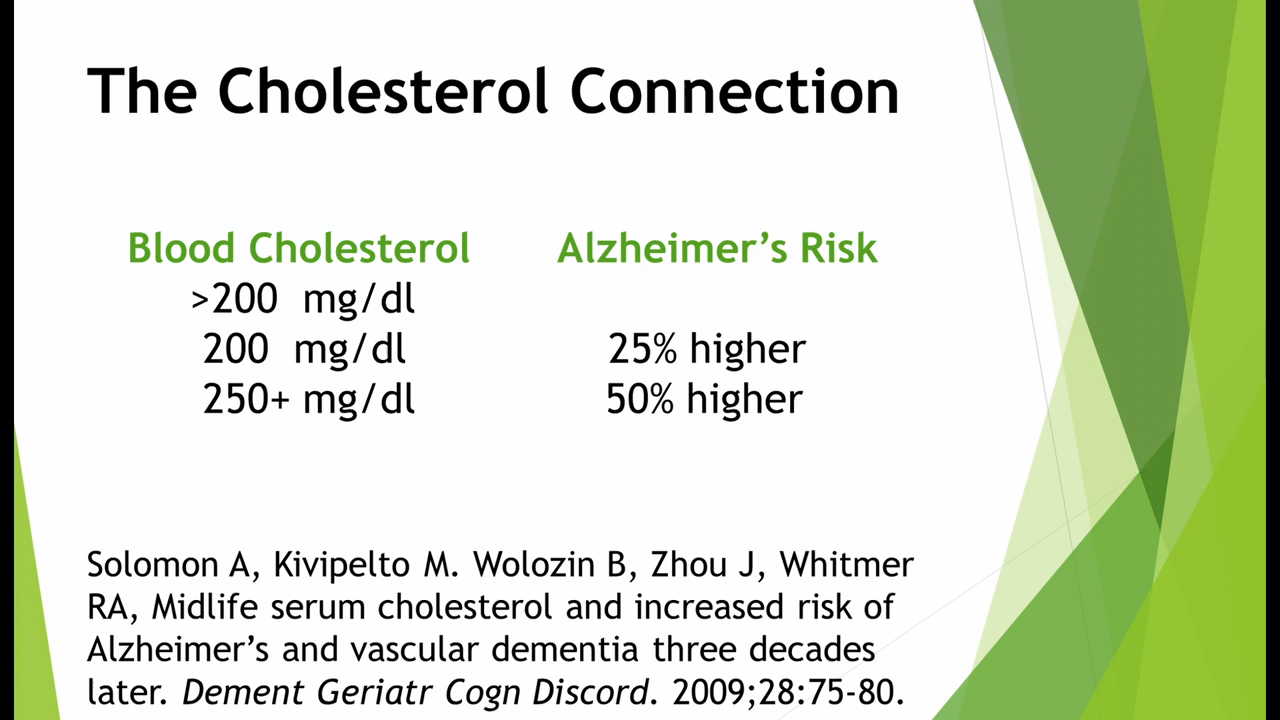 The Cholesterol Connection
Blood Cholesterol Alzheimer’s Risk
>200 mg/dl
200 mg/dl 25% higher
250+ mg/dl 50% higher
Solomon A, Kivipelto M. Wolozin B, Zhou J, Whitmer
RA, Midlife serum cholesterol and increased risk of
Alzheimer’s and vascular dementia three decades
later. Dement Geriatr Cogn Discord. 2009;28:75-80.